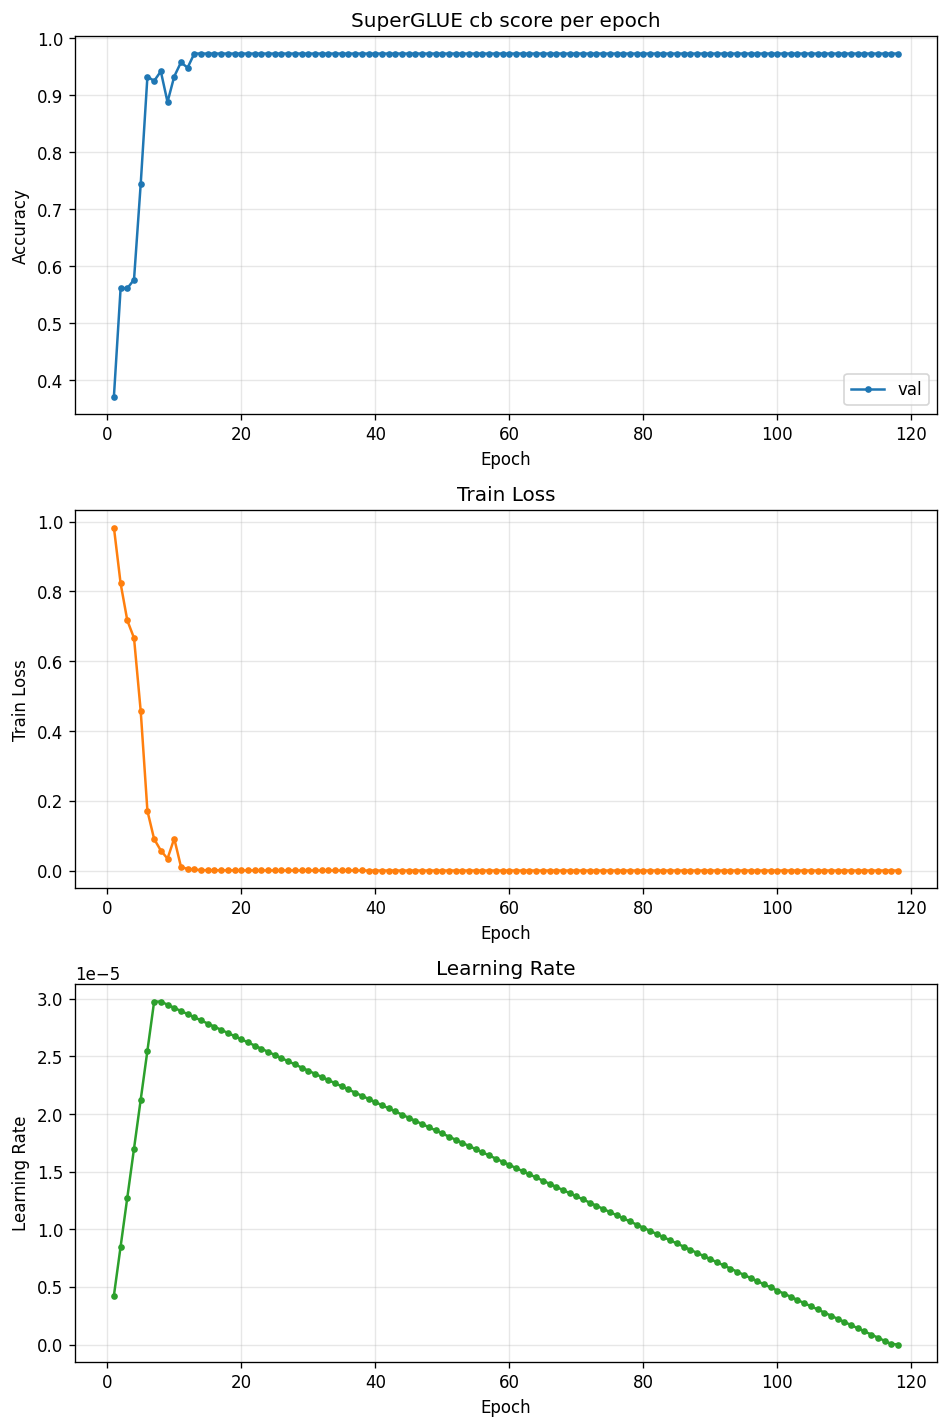 SuperGLUE cb score per epoch
1.0
0.9
0.8
0.7
0.6
0.5
0.4
Accuracy
val
0 20 40 60 80 100 120
Epoch
Train Loss
1.0
0.8
0.6
0.4
0.2
0.0
Train Loss
0 20 40 60 80 100 120
Epoch
Learning Rate
1e−5
3.0
2.5
2.0
1.5
1.0
0.5
0.0
Learning Rate
0 20 40 60 80 100 120
Epoch